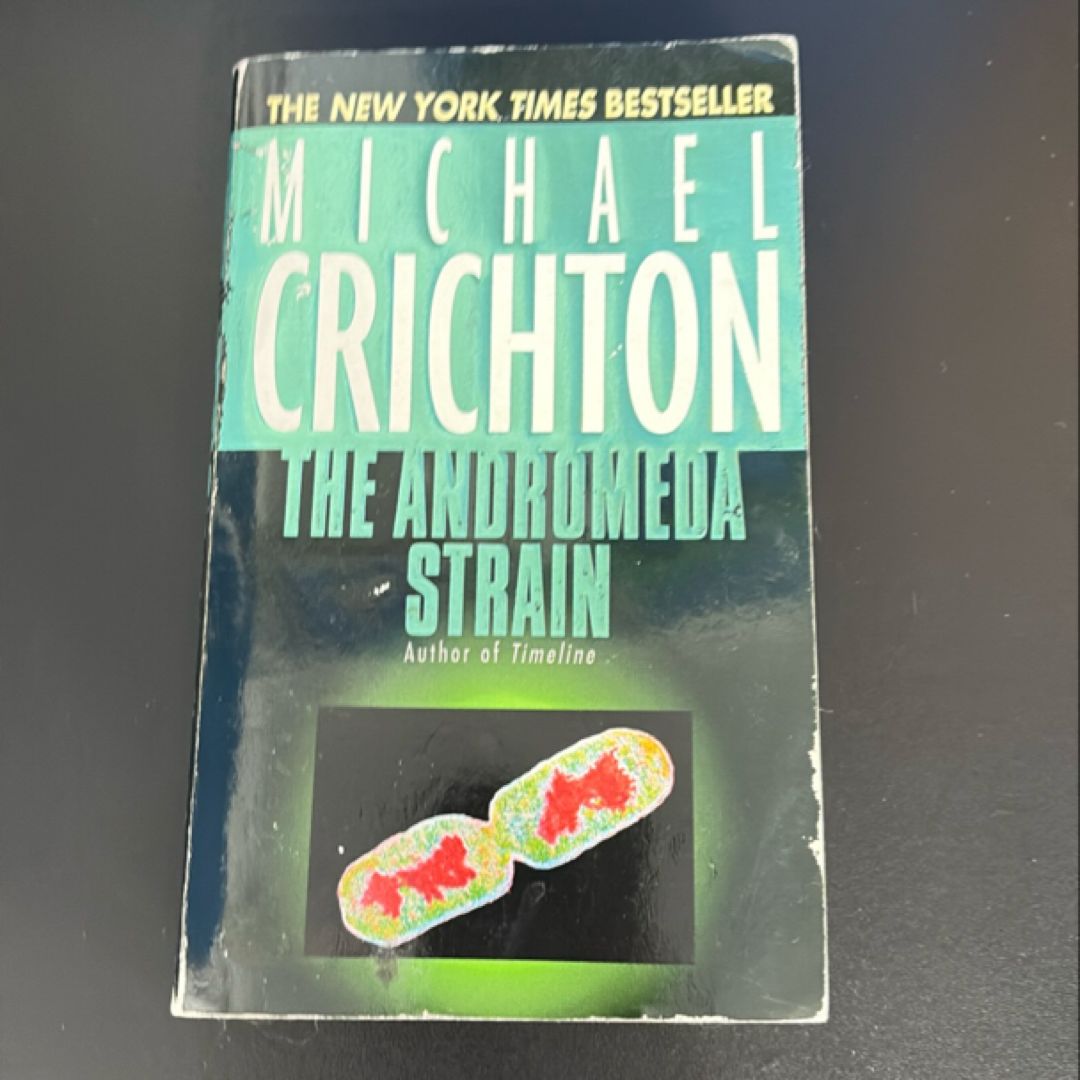 THE NEW YORK TIMES BESTSELLER
MICHAEL
CRICHTON
THE ANDROMEDA
STRAIN
Author of Timeline